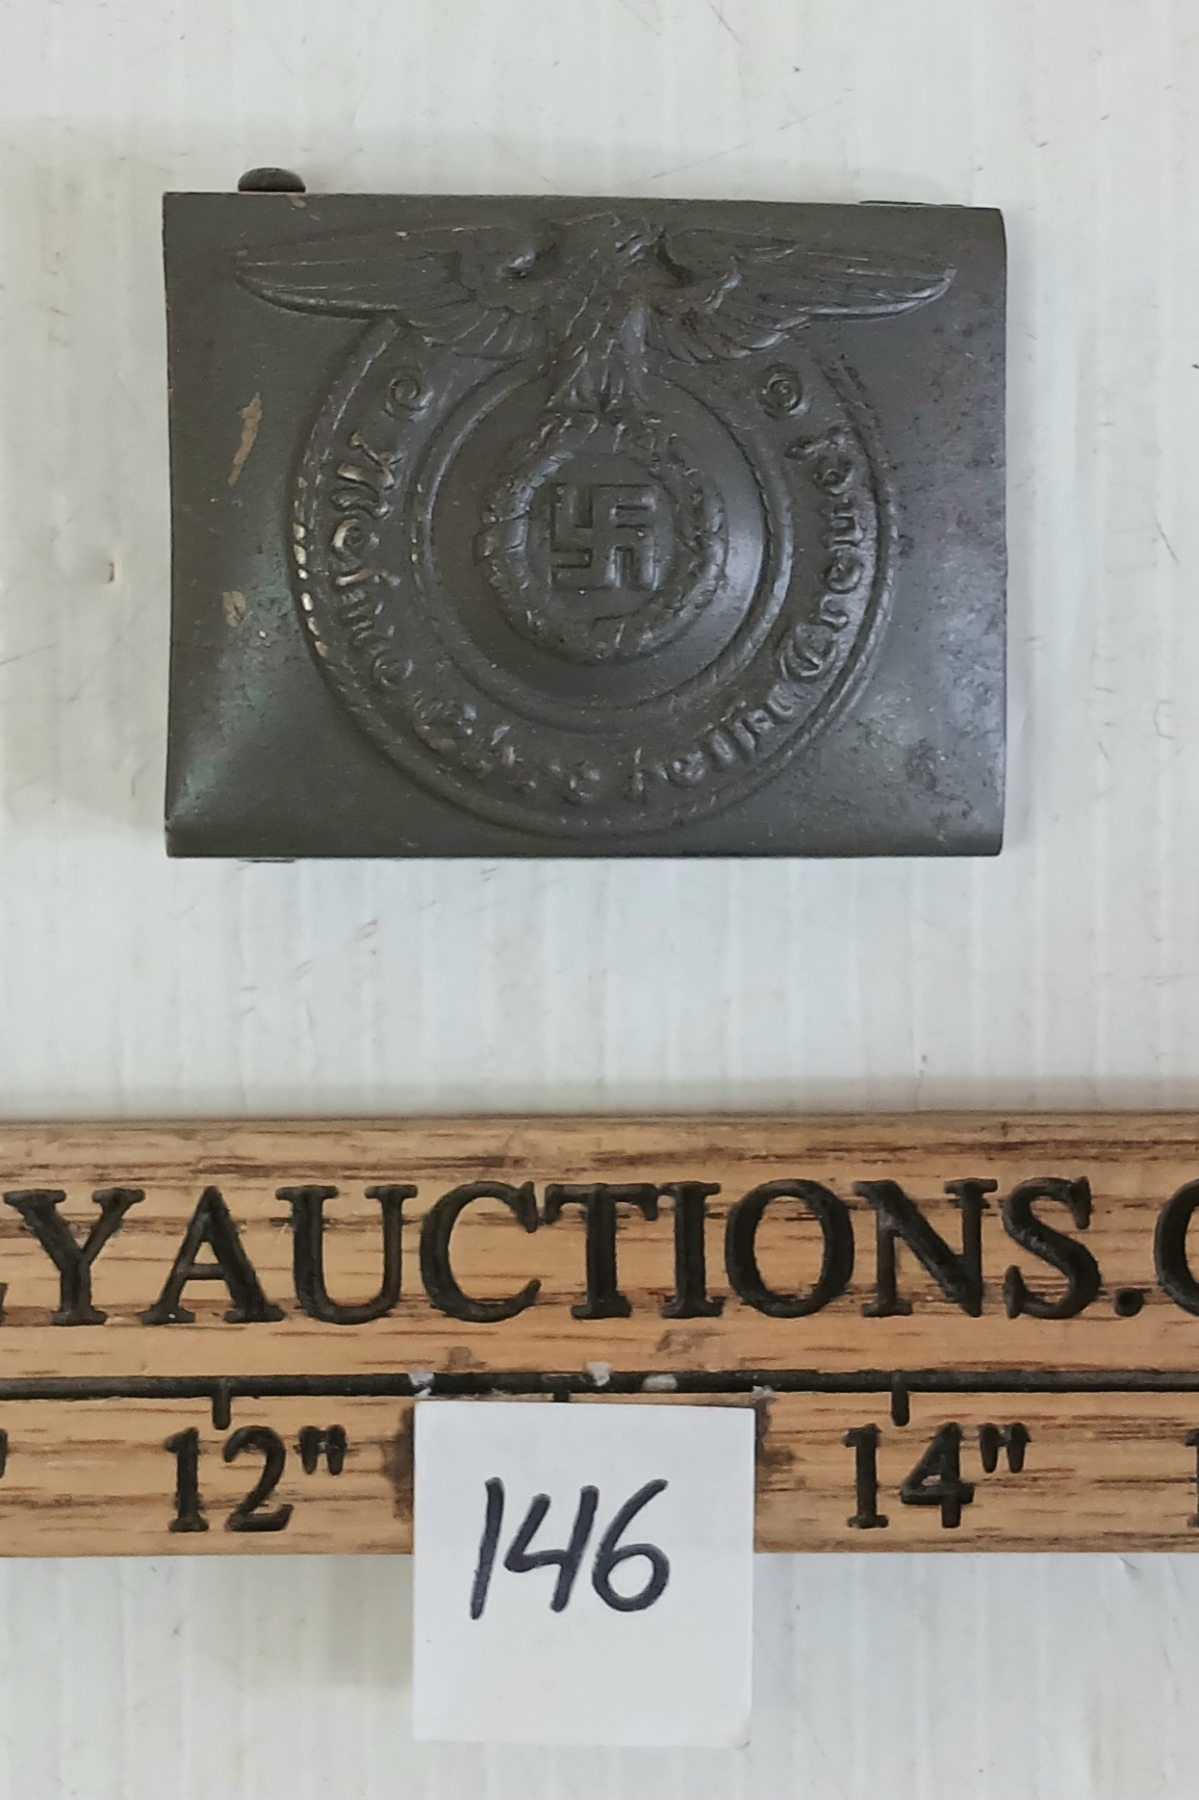 Meine Ehre heißt Treue
YAUCTIONS.
12" 14"
146